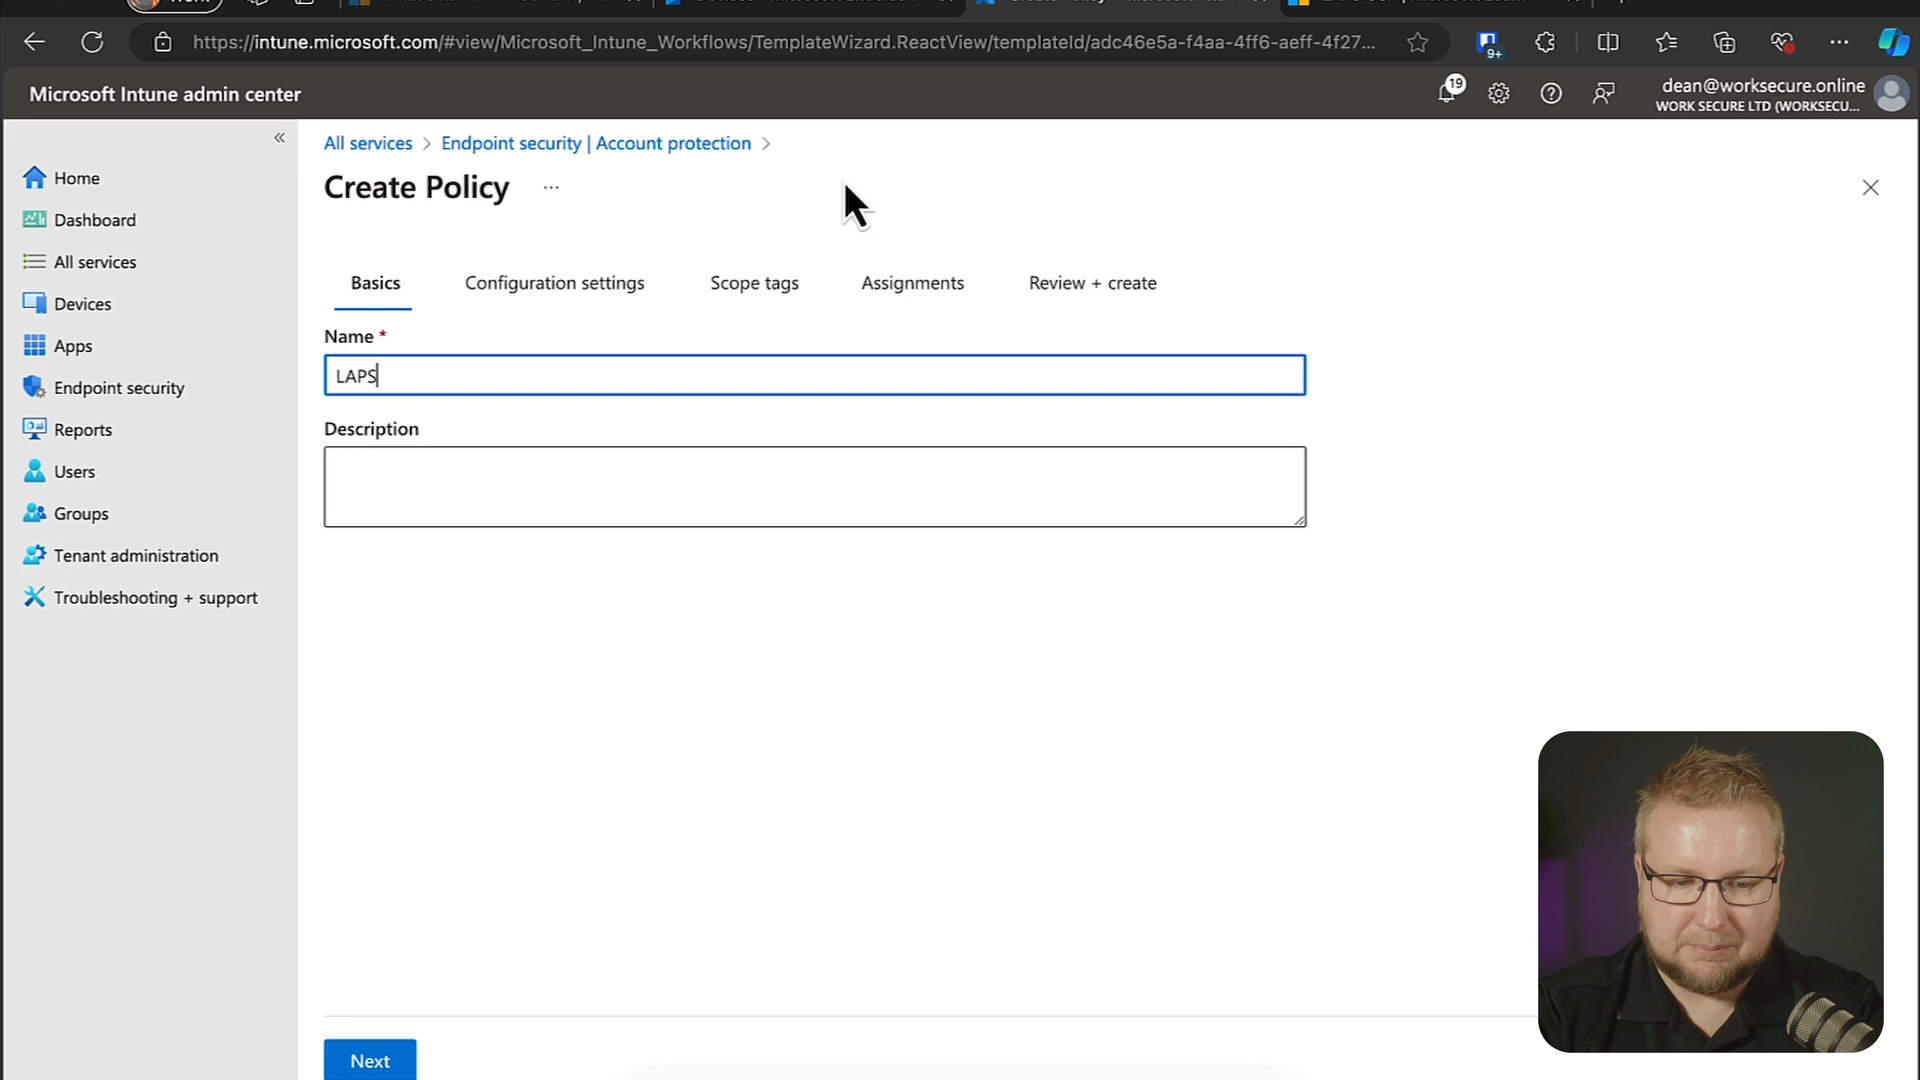 Work
https://intune.microsoft.com/#view/Microsoft_Intune_Workflows/TemplateWizard.ReactView/templateId/adc46e5a-f4aa-4ff6-aeff-4f27...
9+
Microsoft Intune admin center
19
dean@worksecure.online
WORK SECURE LTD (WORKSECU...
All services > Endpoint security | Account protection >
Create Policy ...
Home
Dashboard
All services
Devices
Apps
Endpoint security
Reports
Users
Groups
Tenant administration
Troubleshooting + support
Basics
Configuration settings
Scope tags
Assignments
Review + create
Name *
LAPS
Description
Next